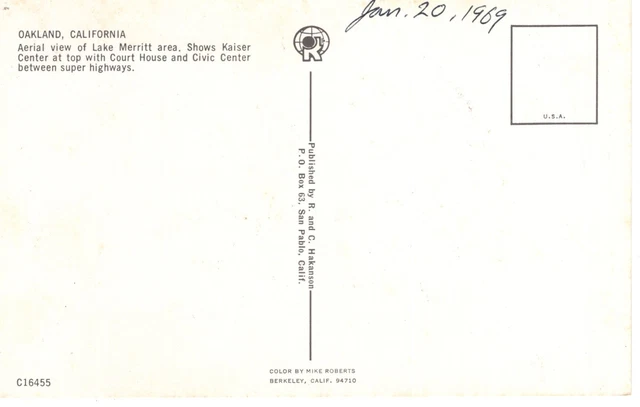 Jan. 20, 1969
OAKLAND, CALIFORNIA
Aerial view of Lake Merritt area. Shows Kaiser
Center at top with Court House and Civic Center
between super highways.
R
U.S.A.
Published by R. and C. Hakanson
P. O. Box 63, San Pablo, Calif.
COLOR BY MIKE ROBERTS
BERKELEY, CALIF. 94710
C16455